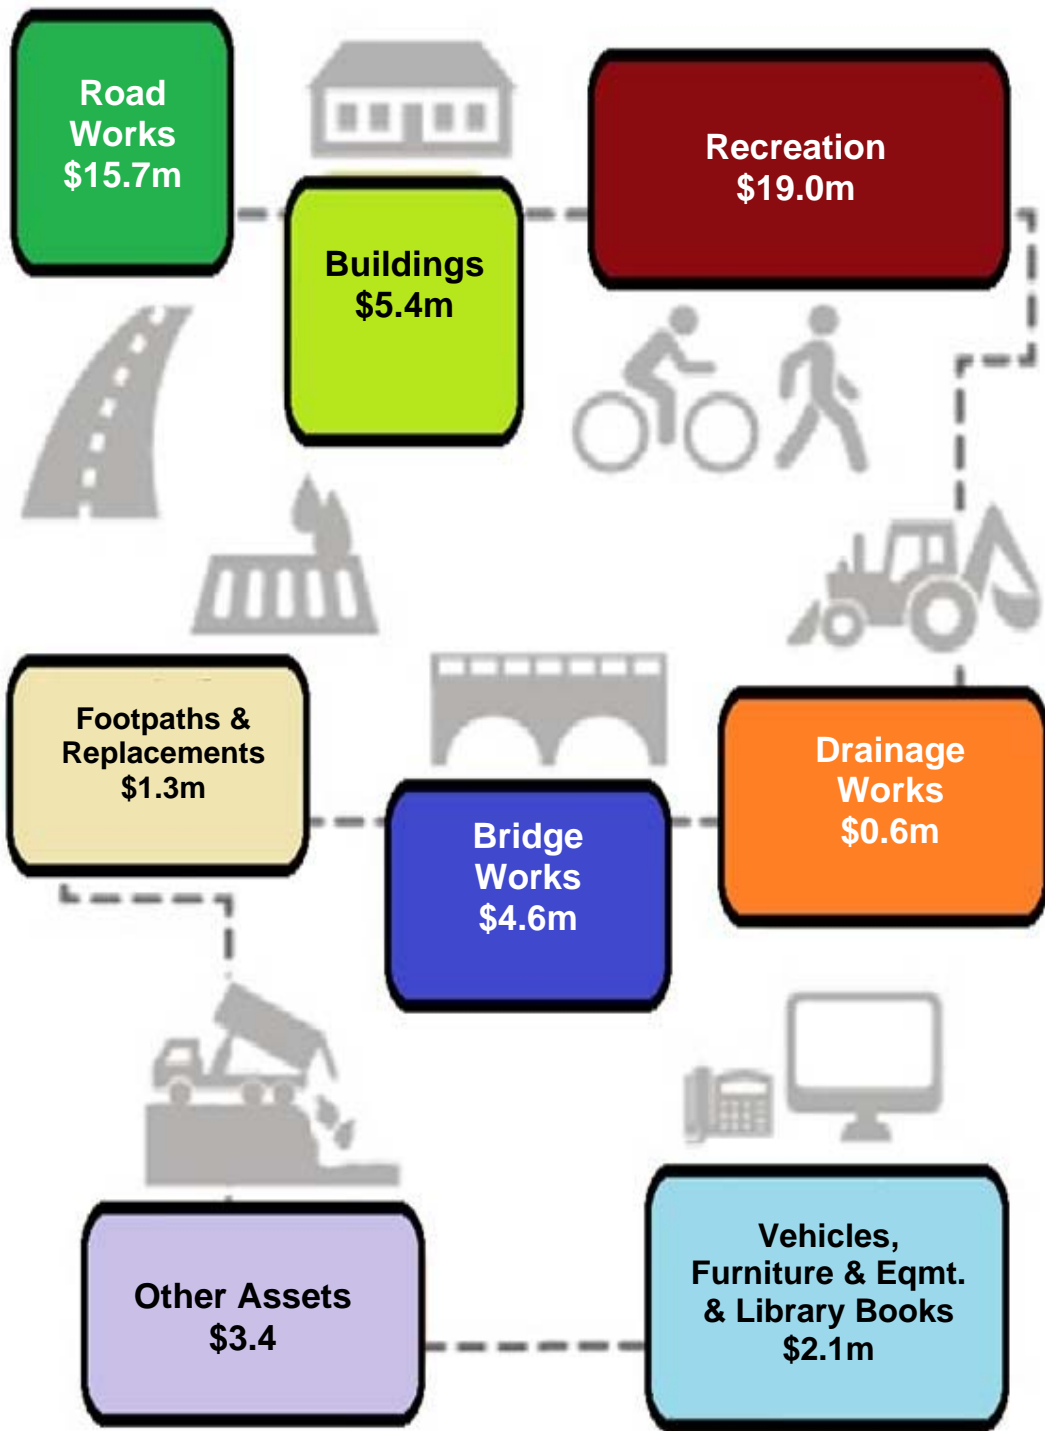 Road
Works
$15.7m
Buildings
$5.4m
Recreation
$19.0m
Footpaths &
Replacements
$1.3m
Bridge
Works
$4.6m
Drainage
Works
$0.6m
Other Assets
$3.4
Vehicles,
Furniture & Eqmt.
& Library Books
$2.1m